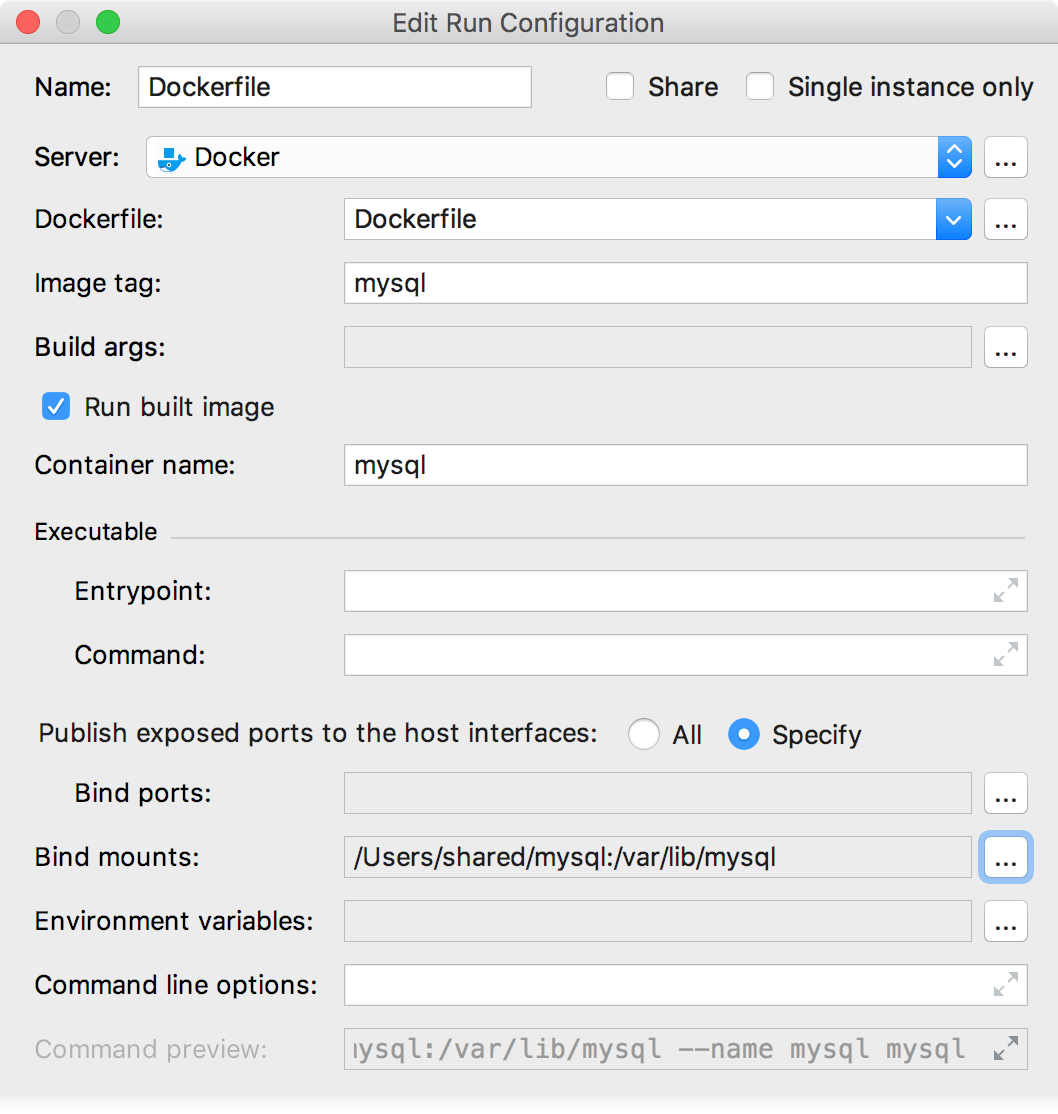 Edit Run Configuration
Name: Dockerfile Share Single instance only
Server: Docker ...
Dockerfile: Dockerfile ...
Image tag: mysql
Build args: ...
Run built image
Container name: mysql
Executable
Entrypoint:
Command:
Publish exposed ports to the host interfaces: All Specify
Bind ports: ...
Bind mounts: /Users/shared/mysql:/var/lib/mysql ...
Environment variables: ...
Command line options:
Command preview: ysql:/var/lib/mysql --name mysql mysql